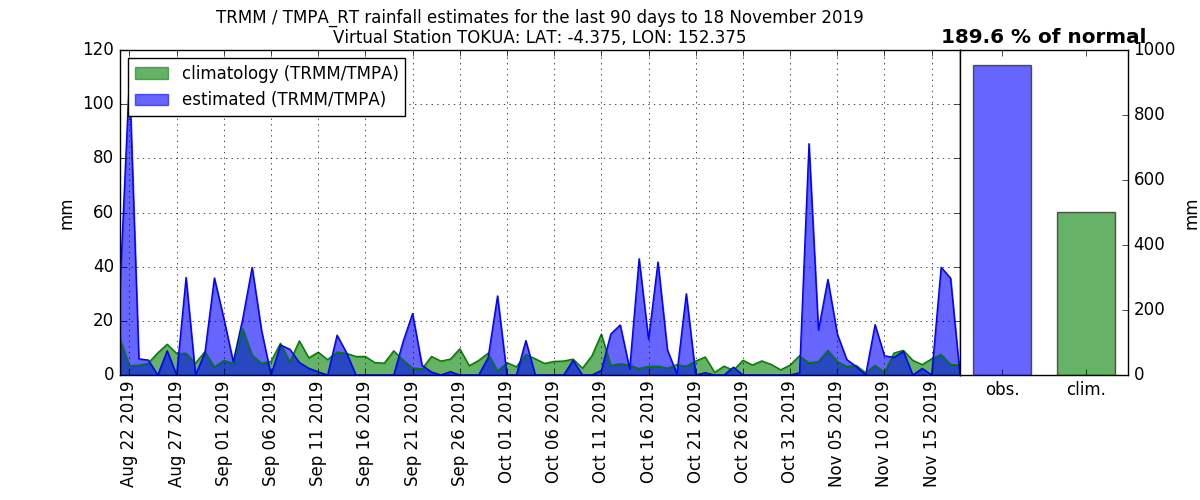 TRMM / TMPA_RT rainfall estimates for the last 90 days to 18 November 2019
Virtual Station TOKUA: LAT: -4.375, LON: 152.375
189.6 % of normal
climatology (TRMM/TMPA)
estimated (TRMM/TMPA)
120
100
80
60
40
20
0
mm
Aug 22 2019
Aug 27 2019
Sep 01 2019
Sep 06 2019
Sep 11 2019
Sep 16 2019
Sep 21 2019
Sep 26 2019
Oct 01 2019
Oct 06 2019
Oct 11 2019
Oct 16 2019
Oct 21 2019
Oct 26 2019
Oct 31 2019
Nov 05 2019
Nov 10 2019
Nov 15 2019
obs.
clim.
1000
800
600
400
200
0
mm